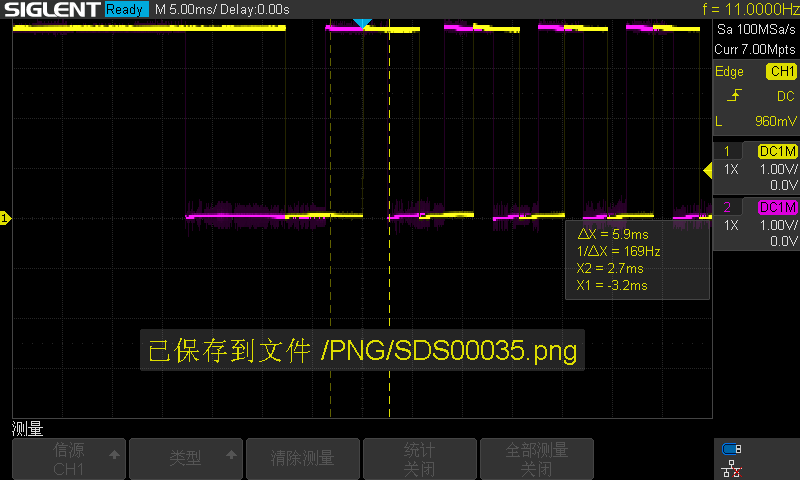 SIGLENT Ready M 5.00ms/ Delay:0.00s f = 11.0000Hz
Sa 100MSa/s
Curr 7.00Mpts
Edge CH1
DC
L 960mV
1 DC1M
1X 1.00V/
0.0V
2 DC1M
1X 1.00V/
0.0V
1
ΔX = 5.9ms
1/ΔX = 169Hz
X2 = 2.7ms
X1 = -3.2ms
已保存到文件 /PNG/SDS00035.png
测量
信源 CH1
类型
清除测量
统计 关闭
全部测量 关闭